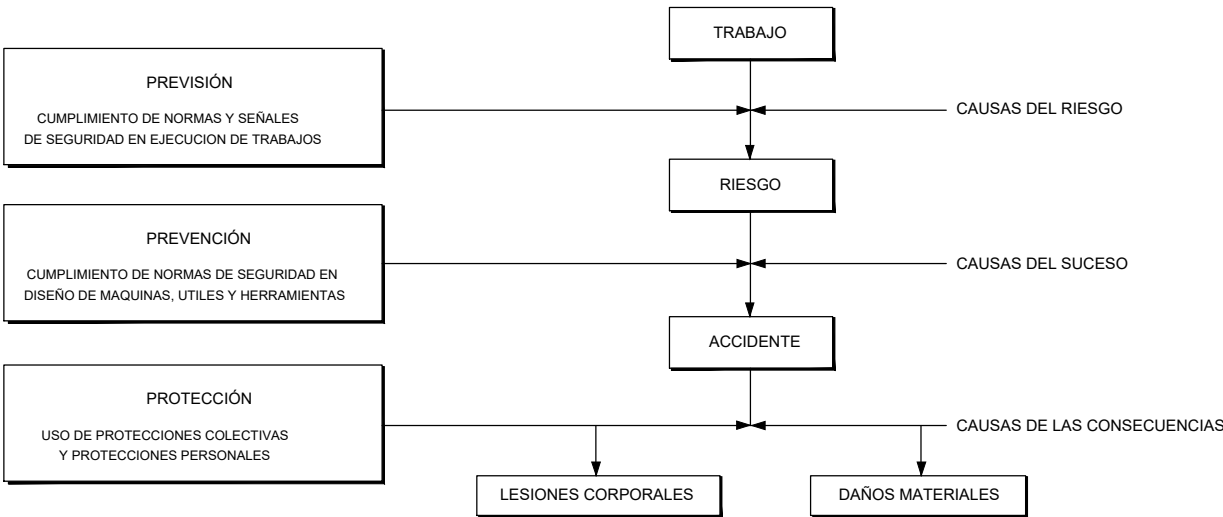 TRABAJO
PREVISIÓN
CUMPLIMIENTO DE NORMAS Y SEÑALES
DE SEGURIDAD EN EJECUCION DE TRABAJOS
CAUSAS DEL RIESGO
RIESGO
PREVENCIÓN
CUMPLIMIENTO DE NORMAS DE SEGURIDAD EN
DISEÑO DE MAQUINAS, UTILES Y HERRAMIENTAS
CAUSAS DEL SUCESO
ACCIDENTE
PROTECCIÓN
USO DE PROTECCIONES COLECTIVAS
Y PROTECCIONES PERSONALES
CAUSAS DE LAS CONSECUENCIAS
LESIONES CORPORALES
DAÑOS MATERIALES